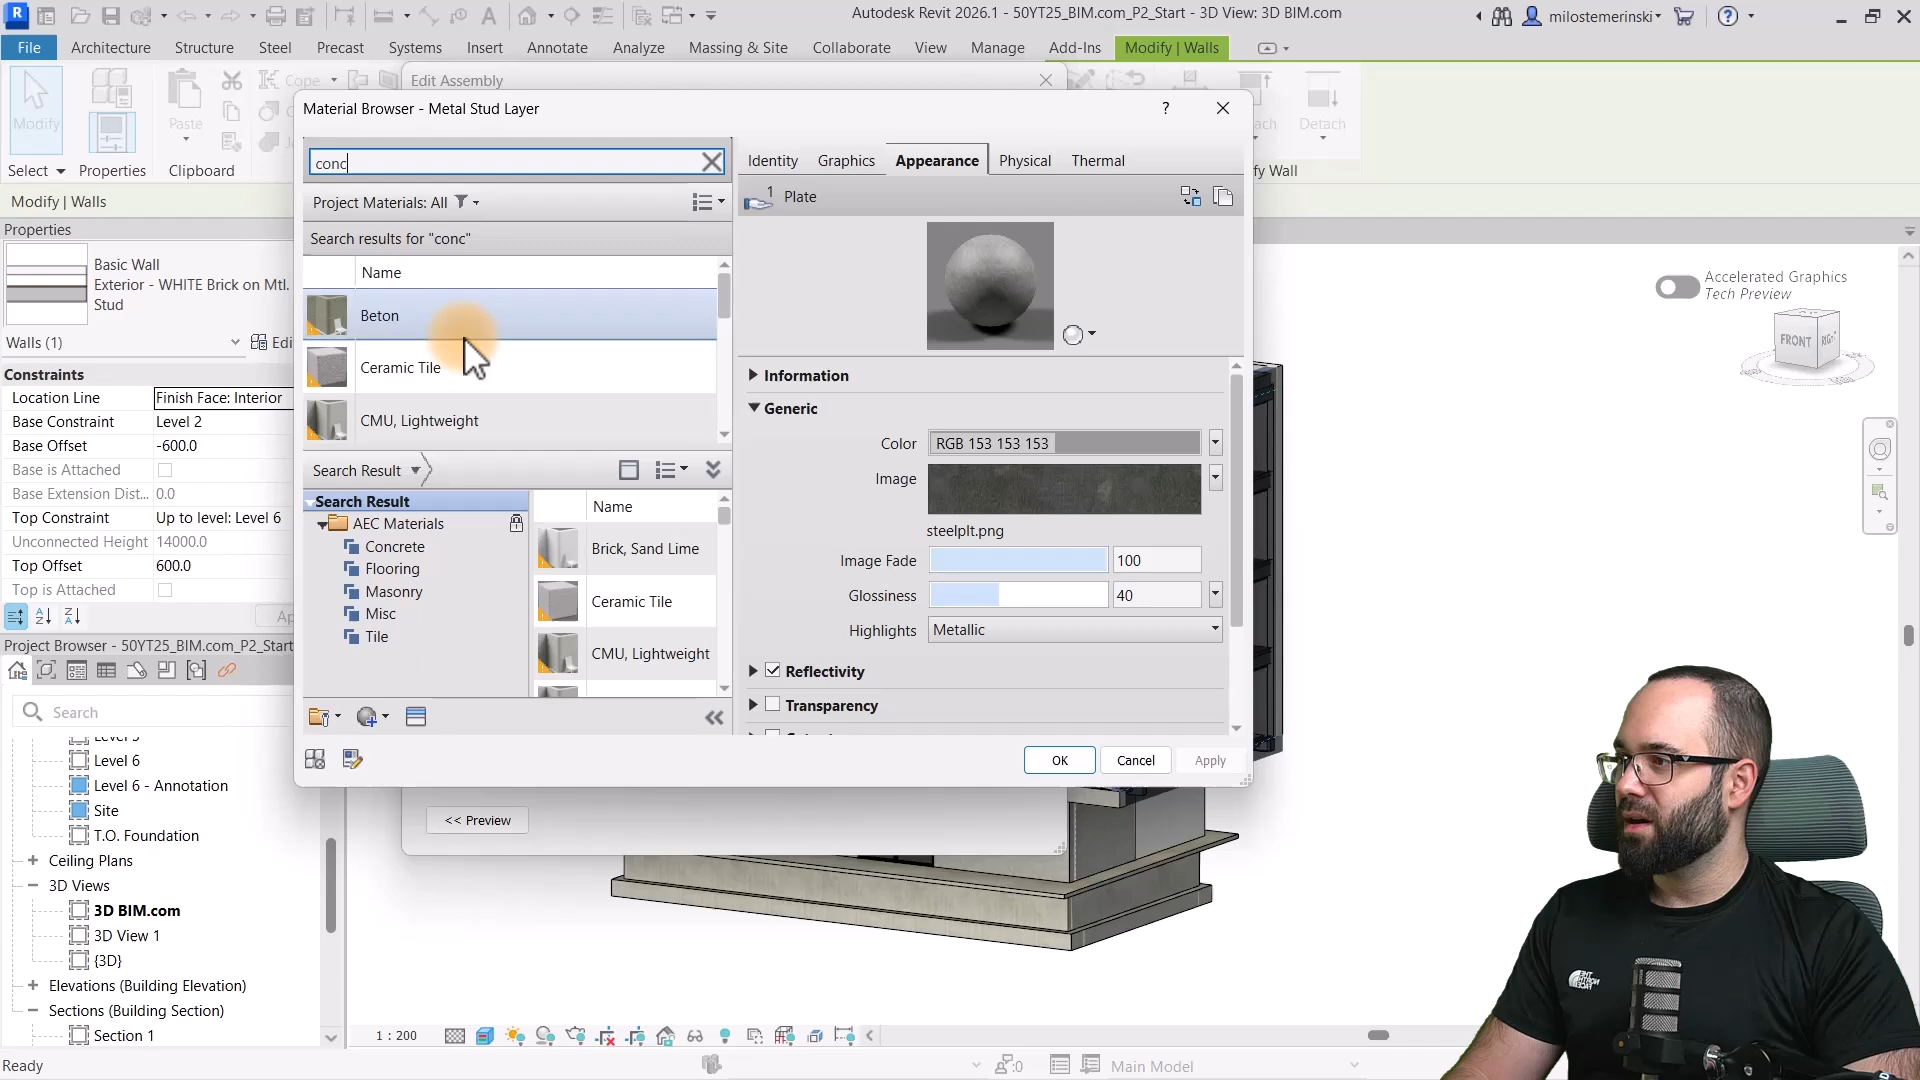 Autodesk Revit 2026.1 - 50YT25_BIM.com_P2_Start - 3D View: 3D BIM.com
milostemerinski
File
Architecture
Structure
Steel
Precast
Systems
Insert
Annotate
Analyze
Massing & Site
Collaborate
View
Manage
Add-Ins
Modify | Walls
Modify
Paste
Cope
Detach
Select
Properties
Clipboard
Modify | Walls
Edit Assembly
Material Browser - Metal Stud Layer
?
conc
Project Materials: All
Search results for "conc"
Name
Beton
Ceramic Tile
CMU, Lightweight
Search Result
Search Result
AEC Materials
Concrete
Flooring
Masonry
Misc
Tile
Name
Brick, Sand Lime
Ceramic Tile
CMU, Lightweight
Identity
Graphics
Appearance
Physical
Thermal
1
Plate
Information
Generic
Color
RGB 153 153 153
Image
steelplt.png
Image Fade
100
Glossiness
40
Highlights
Metallic
Reflectivity
Transparency
OK
Cancel
Apply
<< Preview
Properties
Basic Wall
Exterior - WHITE Brick on Mtl.
Stud
Walls (1)
Edi
Constraints
Location Line
Finish Face: Interior
Base Constraint
Level 2
Base Offset
-600.0
Base is Attached
Base Extension Dist...
0.0
Top Constraint
Up to level: Level 6
Unconnected Height
14000.0
Top Offset
600.0
Top is Attached
Project Browser - 50YT25_BIM.com_P2_Start
Search
Level 6
Level 6 - Annotation
Site
T.O. Foundation
Ceiling Plans
3D Views
3D BIM.com
3D View 1
{3D}
Elevations (Building Elevation)
Sections (Building Section)
Section 1
Accelerated Graphics
Tech Preview
FRONT
1 : 200
Ready
:0
Main Model
THE
NORTH
FACE